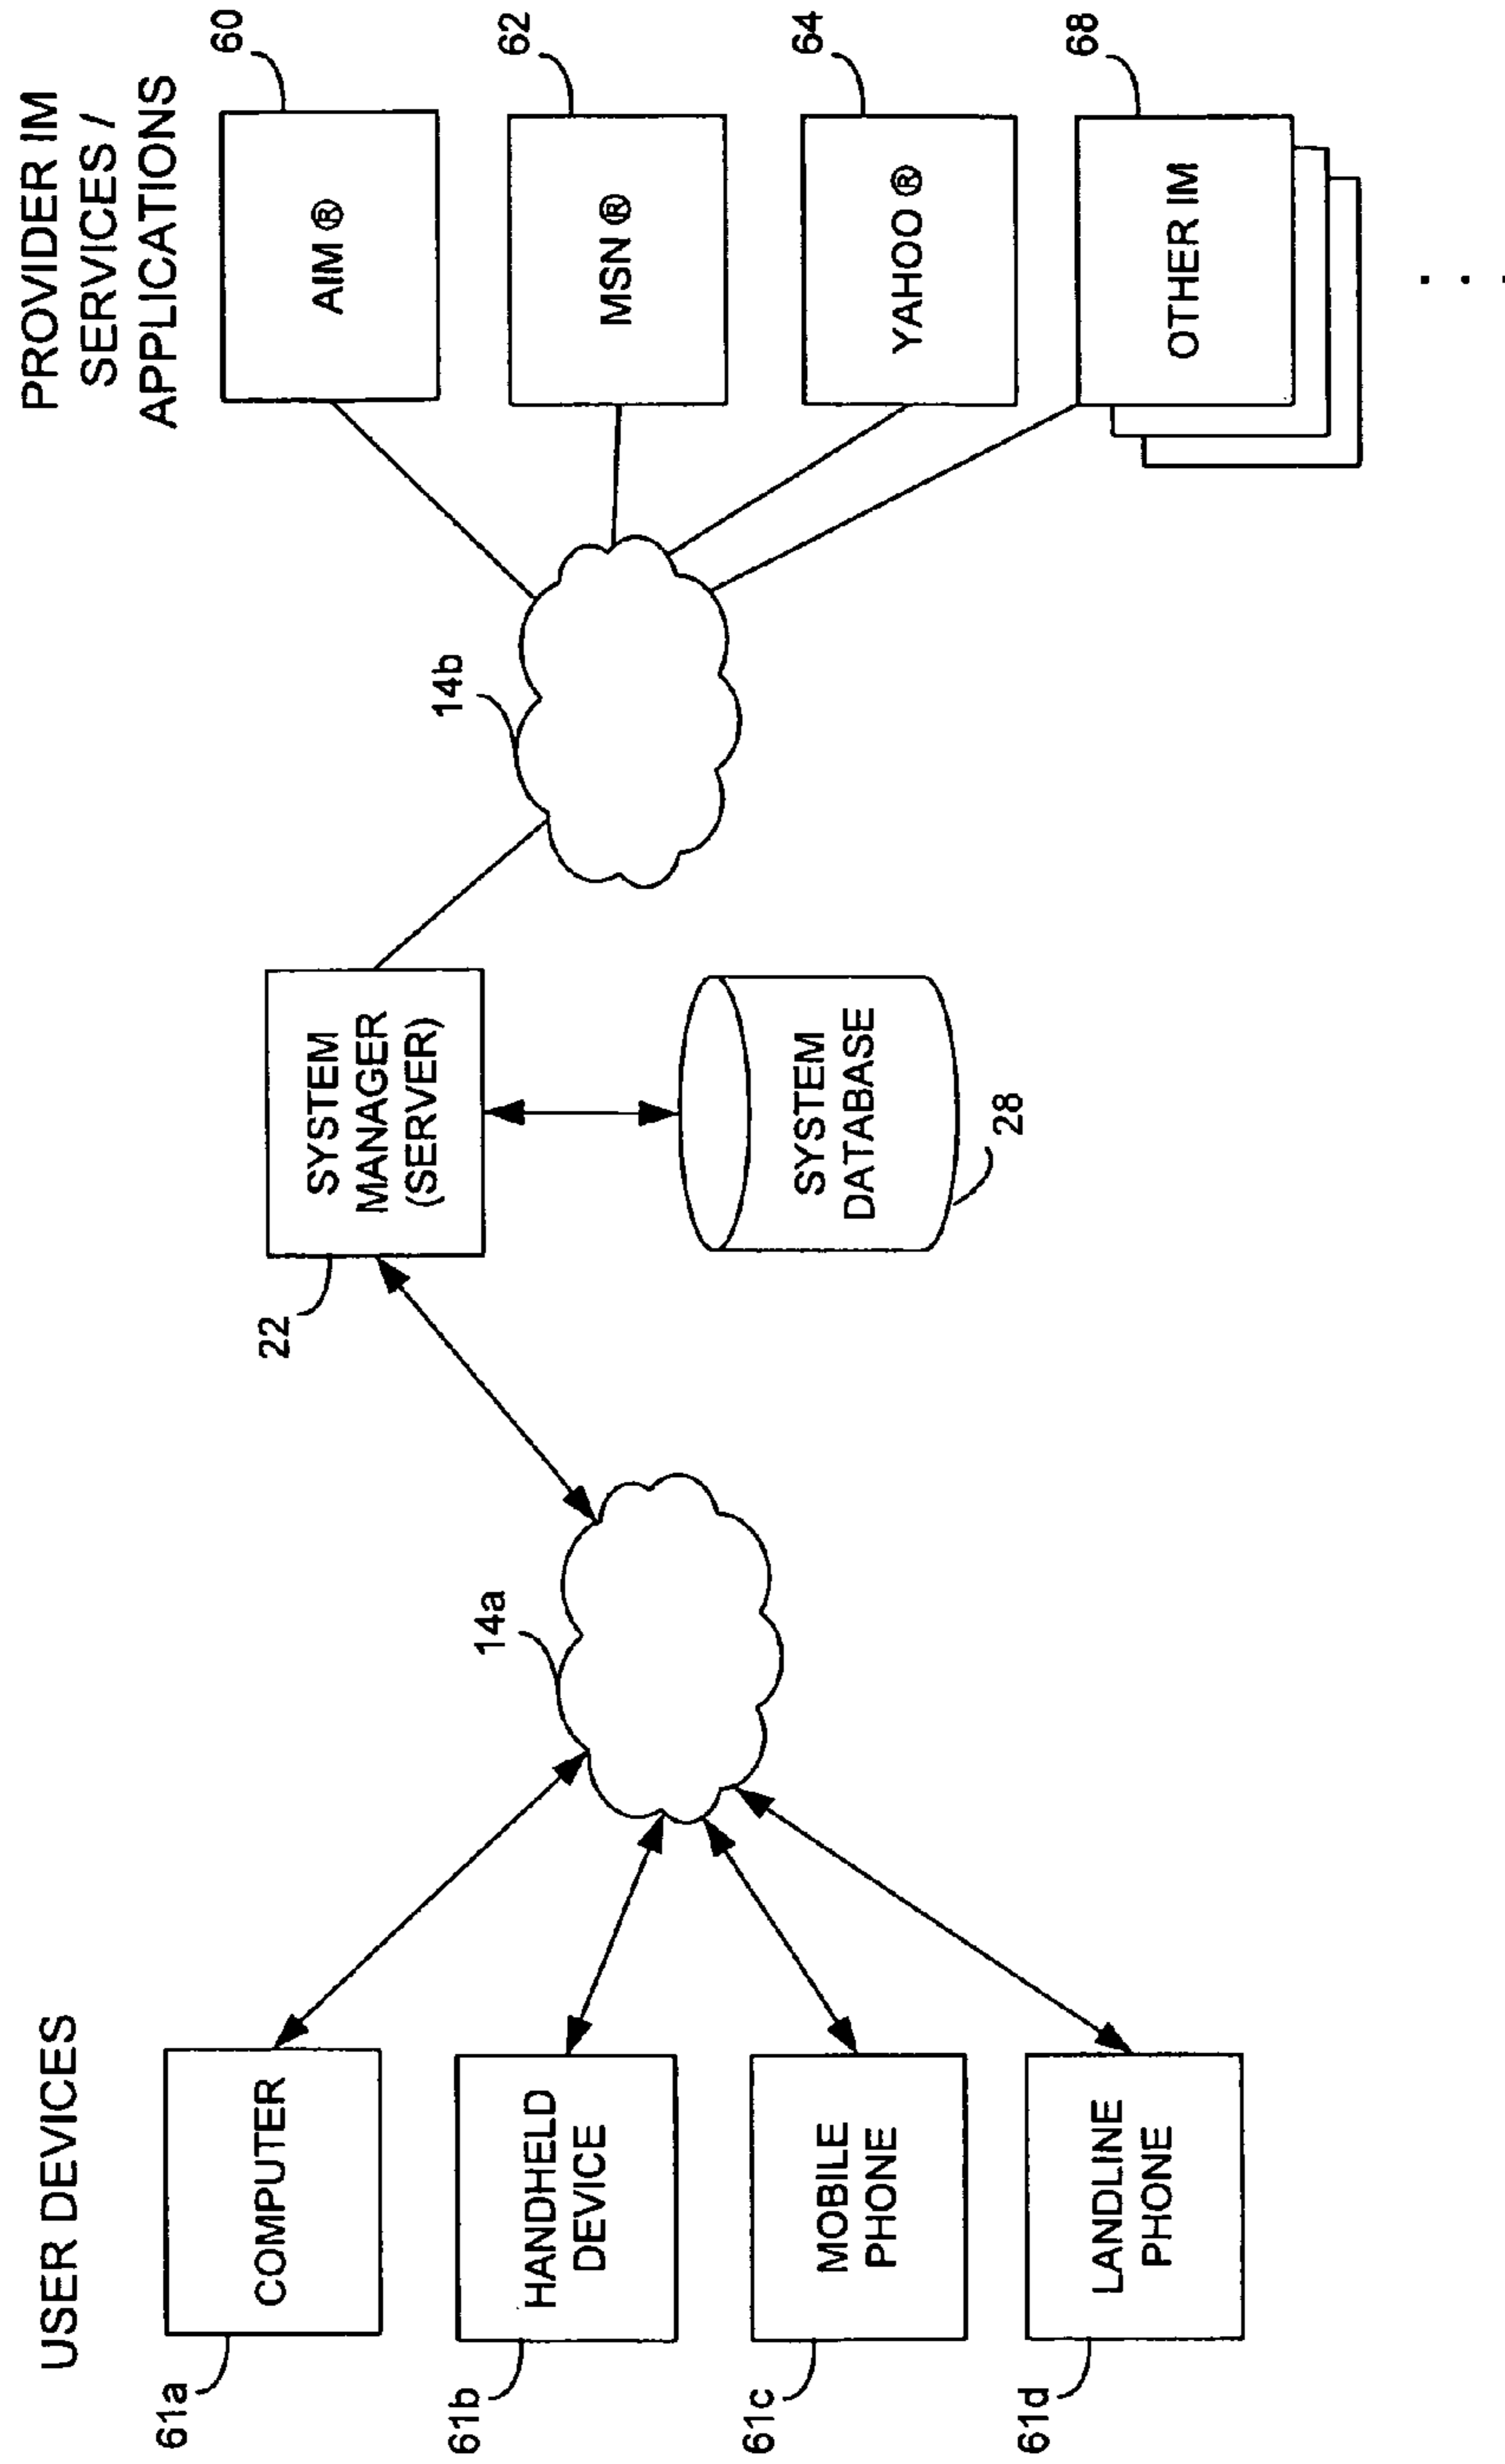 USER DEVICES
61a
COMPUTER
61b
HANDHELD
DEVICE
61c
MOBILE
PHONE
61d
LANDLINE
PHONE
14a
22
SYSTEM
MANAGER
(SERVER)
SYSTEM
DATABASE
28
14b
PROVIDER IM
SERVICES /
APPLICATIONS
60
AIM ®
62
MSN ®
64
YAHOO ®
68
OTHER IM
. . .